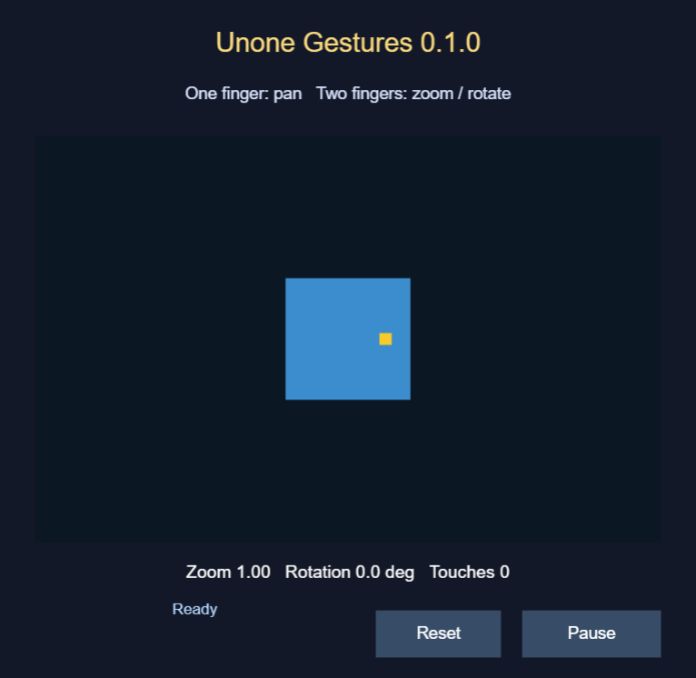 Unone Gestures 0.1.0
One finger: pan   Two fingers: zoom / rotate
Zoom 1.00   Rotation 0.0 deg   Touches 0
Ready
Reset
Pause